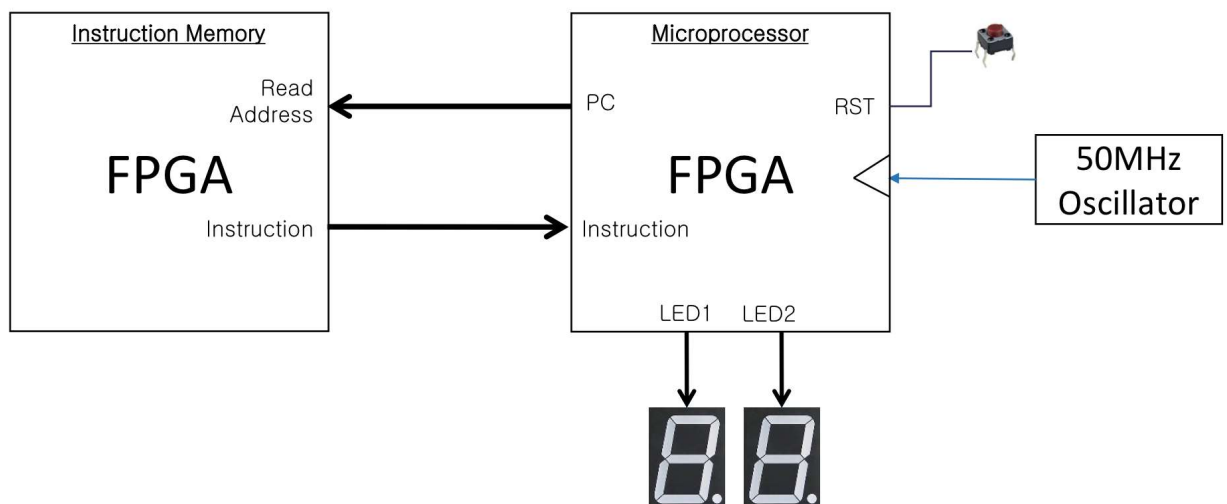 Instruction Memory
Read
Address
FPGA
Instruction
Microprocessor
PC
RST
FPGA
Instruction
LED1 LED2
50MHz
Oscillator